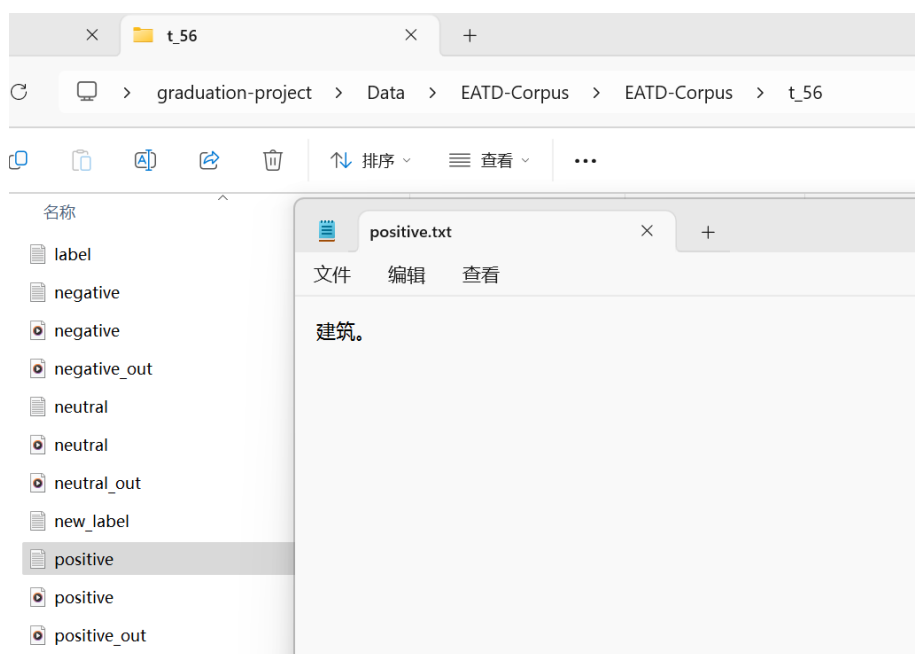 t_56
graduation-project > Data > EATD-Corpus > EATD-Corpus > t_56
排序 查看 •••
名称
label
negative
negative
negative_out
neutral
neutral
neutral_out
new_label
positive
positive
positive_out
positive.txt
文件 编辑 查看
建筑。